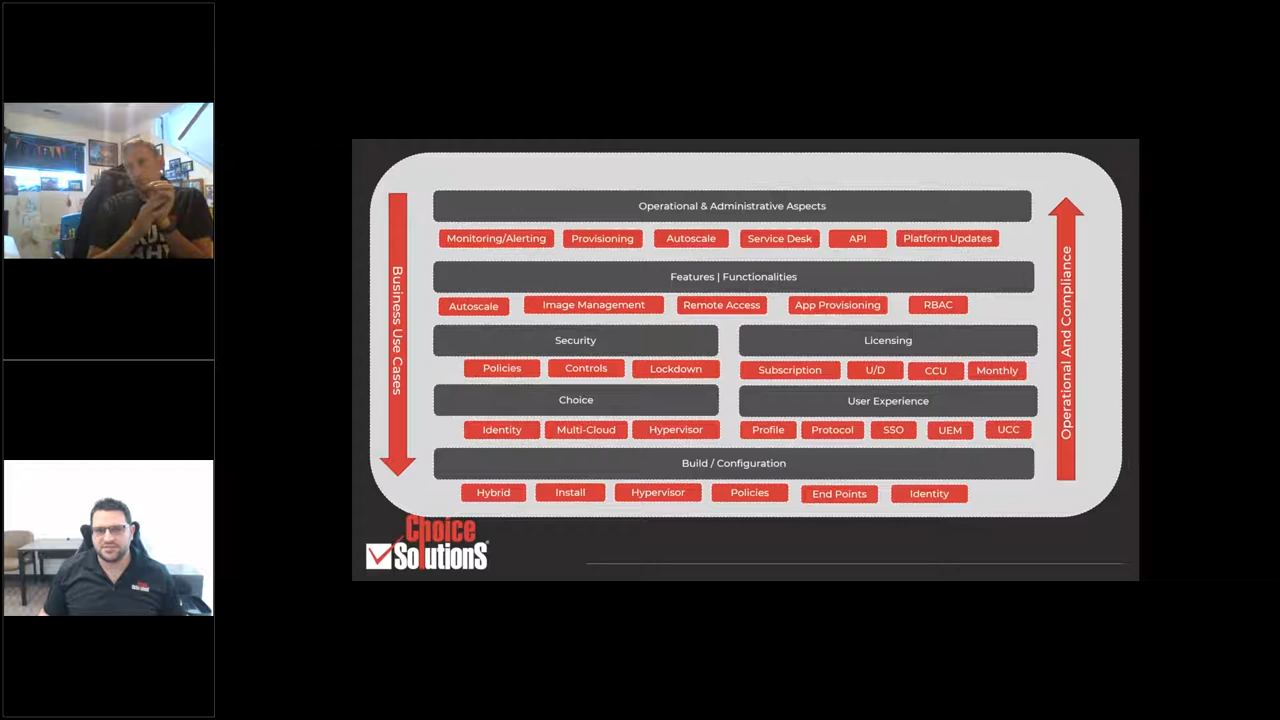 Operational & Administrative Aspects
Monitoring/Alerting Provisioning Autoscale Service Desk API Platform Updates
Features | Functionalities
Autoscale Image Management Remote Access App Provisioning RBAC
Security Licensing
Policies Controls Lockdown Subscription U/D CCU Monthly
Choice User Experience
Identity Multi-Cloud Hypervisor Profile Protocol SSO UEM UCC
Build / Configuration
Hybrid Install Hypervisor Policies End Points Identity
Business Use Cases
Operational And Compliance
Choice
SolutionS